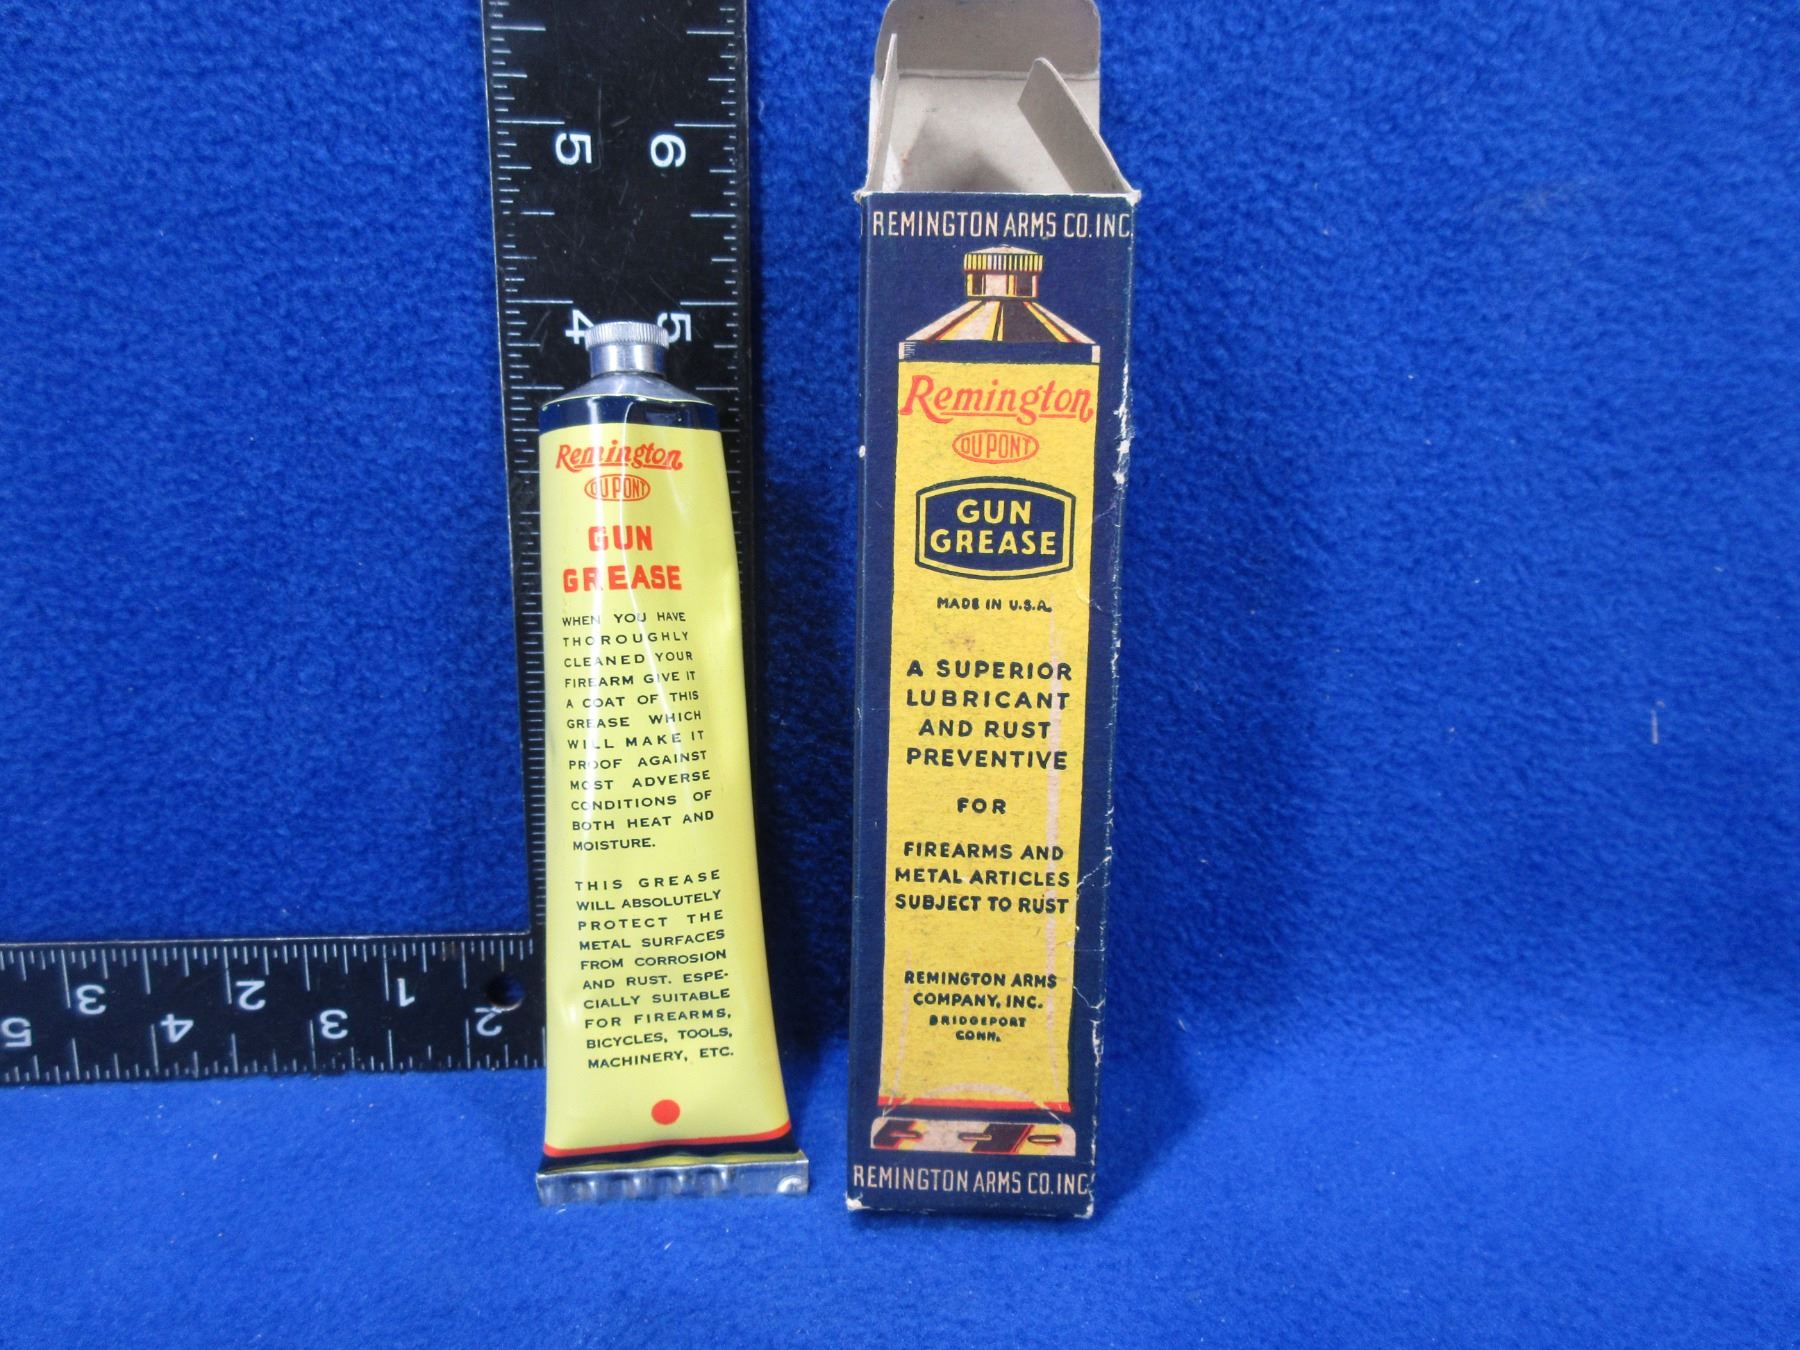 5 6
4 5
3 2 1
5 4 3 2
Remington
DU PONT
GUN
GREASE
WHEN YOU HAVE
THOROUGHLY
CLEANED YOUR
FIREARM GIVE IT
A COAT OF THIS
GREASE WHICH
WILL MAKE IT
PROOF AGAINST
MOST ADVERSE
CONDITIONS OF
BOTH HEAT AND
MOISTURE.
THIS GREASE
WILL ABSOLUTELY
PROTECT THE
METAL SURFACES
FROM CORROSION
AND RUST. ESPE-
CIALLY SUITABLE
FOR FIREARMS,
BICYCLES, TOOLS,
MACHINERY, ETC.
REMINGTON ARMS CO. INC.
Remington
DU PONT
GUN
GREASE
MADE IN U.S.A.
A SUPERIOR
LUBRICANT
AND RUST
PREVENTIVE
FOR
FIREARMS AND
METAL ARTICLES
SUBJECT TO RUST
REMINGTON ARMS
COMPANY, INC.
BRIDGEPORT
CONN.
REMINGTON ARMS CO. INC.